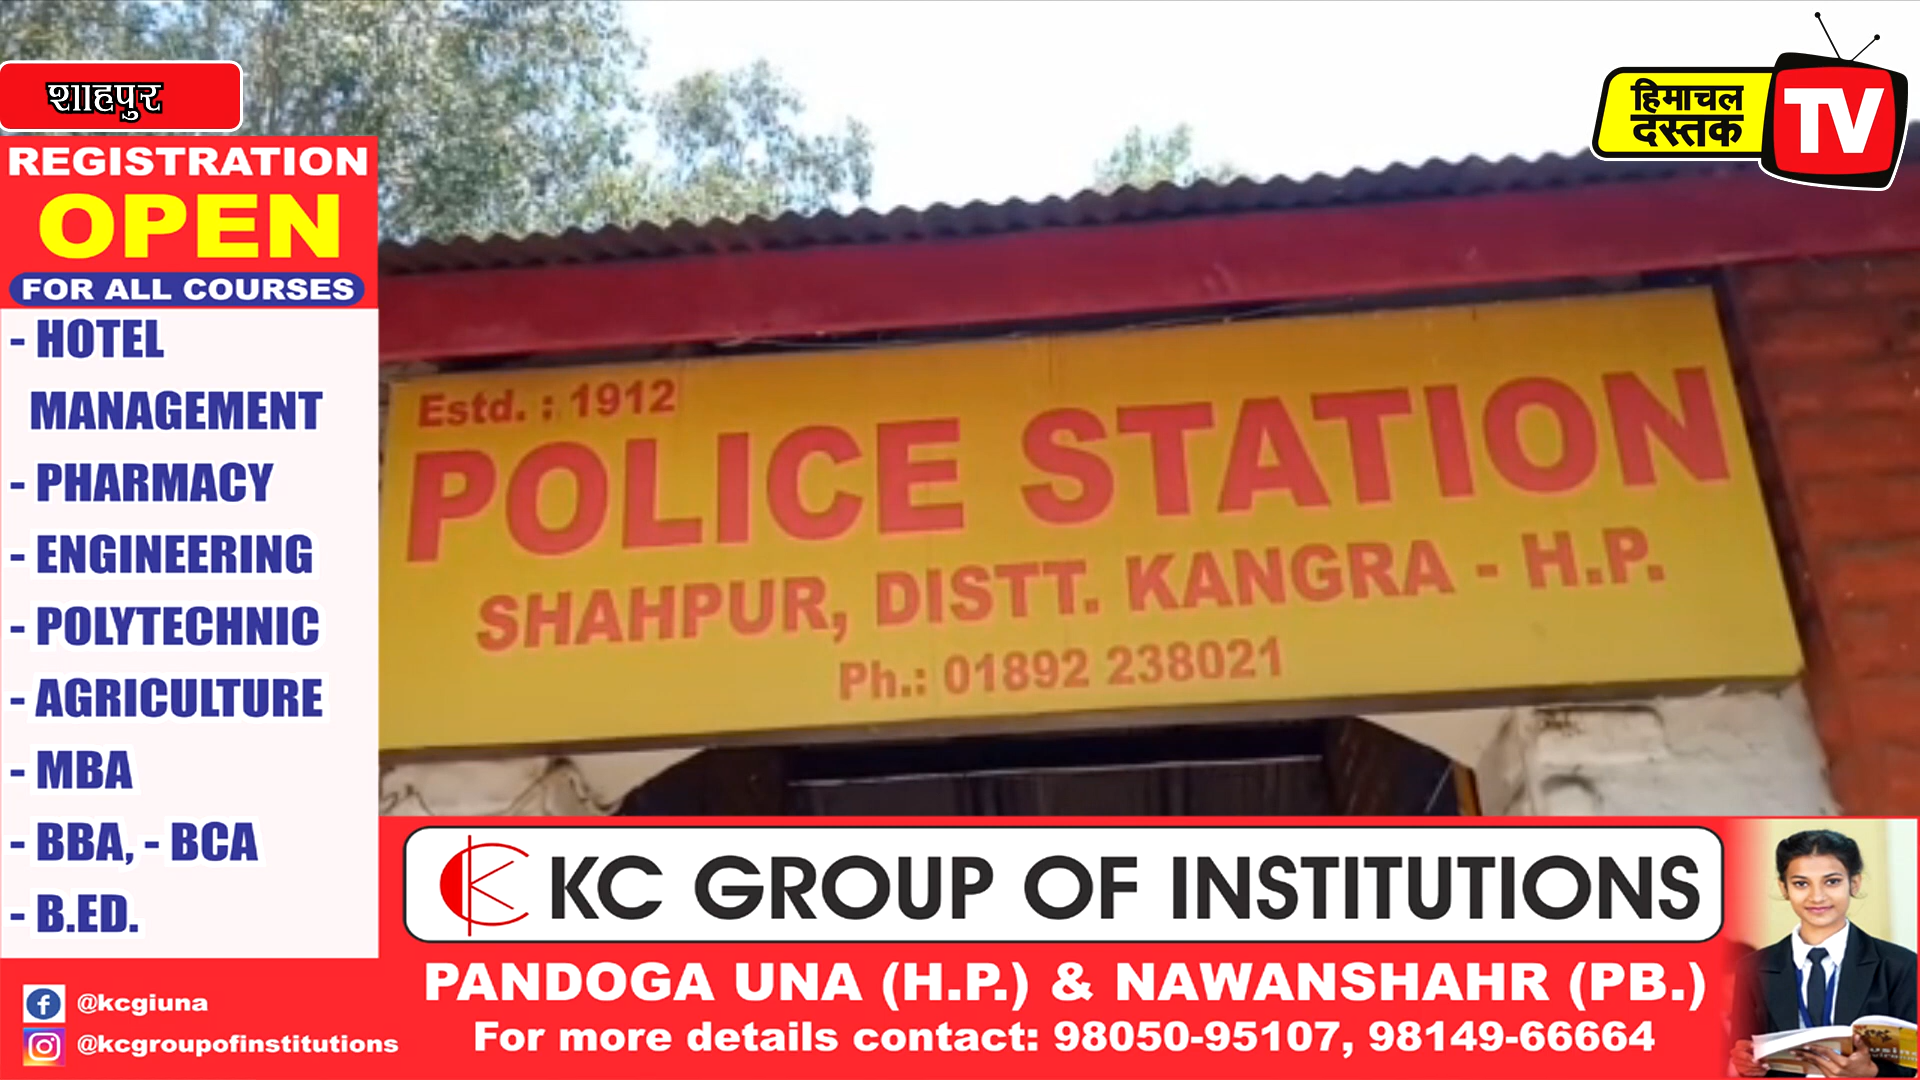 शाहपुर
हिमाचल
दस्तक
TV
REGISTRATION
OPEN
FOR ALL COURSES
- HOTEL
MANAGEMENT
- PHARMACY
- ENGINEERING
- POLYTECHNIC
- AGRICULTURE
- MBA
- BBA, - BCA
- B.ED.
@kcgiuna
@kcgroupofinstitutions
Estd. : 1912
POLICE STATION
SHAHPUR, DISTT. KANGRA - H.P.
Ph.: 01892 238021
KC GROUP OF INSTITUTIONS
PANDOGA UNA (H.P.) & NAWANSHAHR (PB.)
For more details contact: 98050-95107, 98149-66664